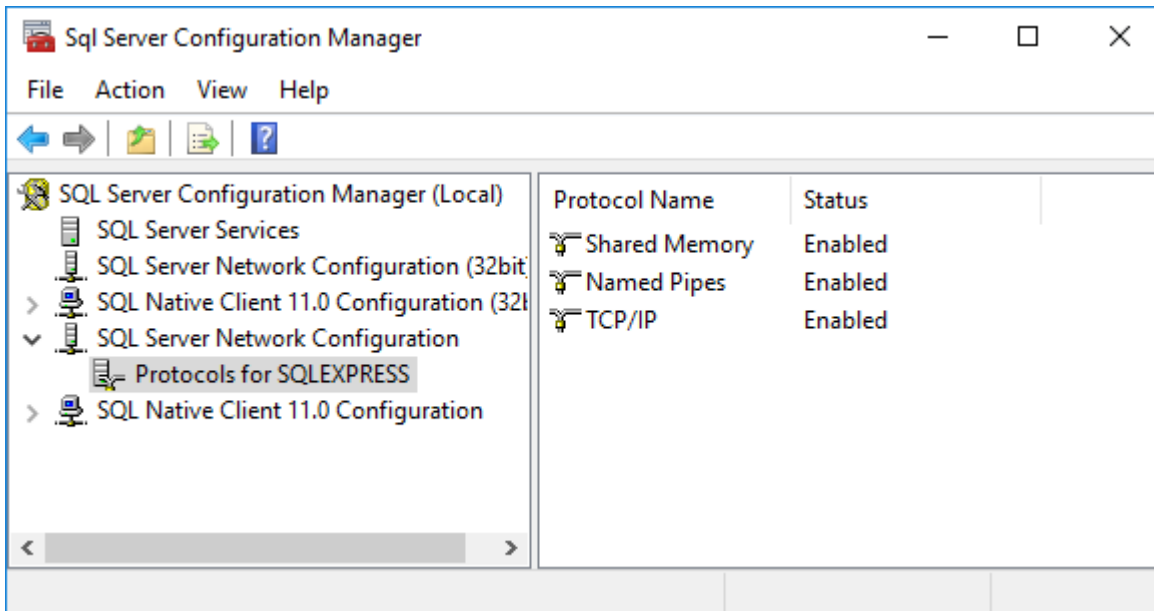 Sql Server Configuration Manager
File Action View Help
SQL Server Configuration Manager (Local)
SQL Server Services
SQL Server Network Configuration (32bit
SQL Native Client 11.0 Configuration (32b
SQL Server Network Configuration
Protocols for SQLEXPRESS
SQL Native Client 11.0 Configuration
Protocol Name Status
Shared Memory Enabled
Named Pipes Enabled
TCP/IP Enabled